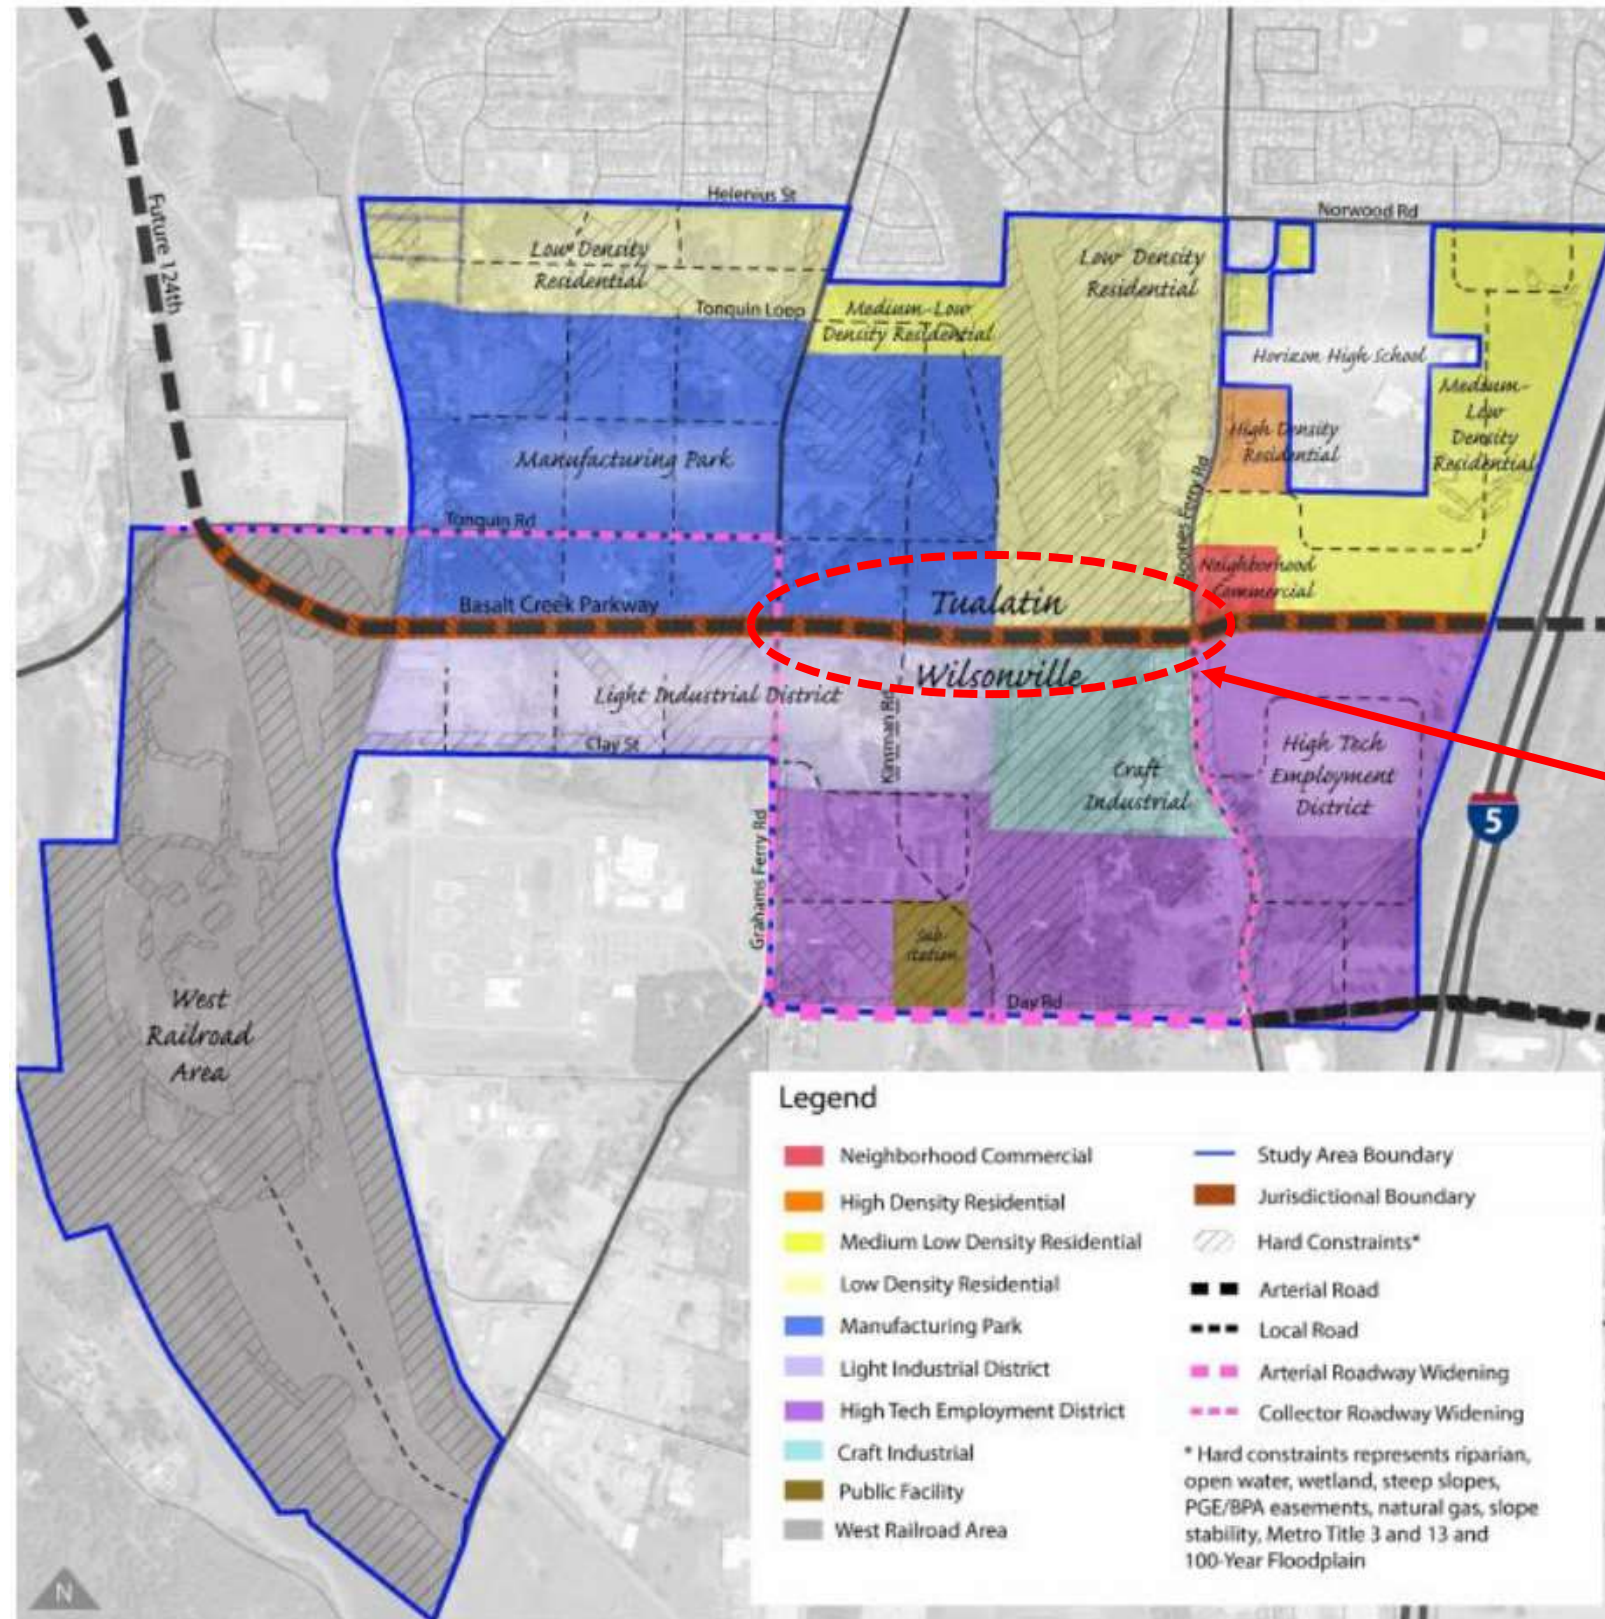 Helenius St
Norwood Rd
Future 124th
Low Density
Residential
Low Density
Residential
Tonquin Loop
Medium-Low
Density Residential
Horizon High School
Medium-
Low
Density
Residential
High Density
Residential
Manufacturing Park
Boones Ferry Rd
Tonquin Rd
Neighborhood
Commercial
Basalt Creek Parkway
Tualatin
Wilsonville
Light Industrial District
Kinsman Rd
Clay St
High Tech
Employment
District
Craft
Industrial
5
Grahams Ferry Rd
Sub
station
West
Railroad
Area
Day Rd
Legend
Neighborhood Commercial
High Density Residential
Medium Low Density Residential
Low Density Residential
Manufacturing Park
Light Industrial District
High Tech Employment District
Craft Industrial
Public Facility
West Railroad Area
Study Area Boundary
Jurisdictional Boundary
Hard Constraints*
Arterial Road
Local Road
Arterial Roadway Widening
Collector Roadway Widening
* Hard constraints represents riparian,
open water, wetland, steep slopes,
PGE/BPA easements, natural gas, slope
stability, Metro Title 3 and 13 and
100-Year Floodplain
N